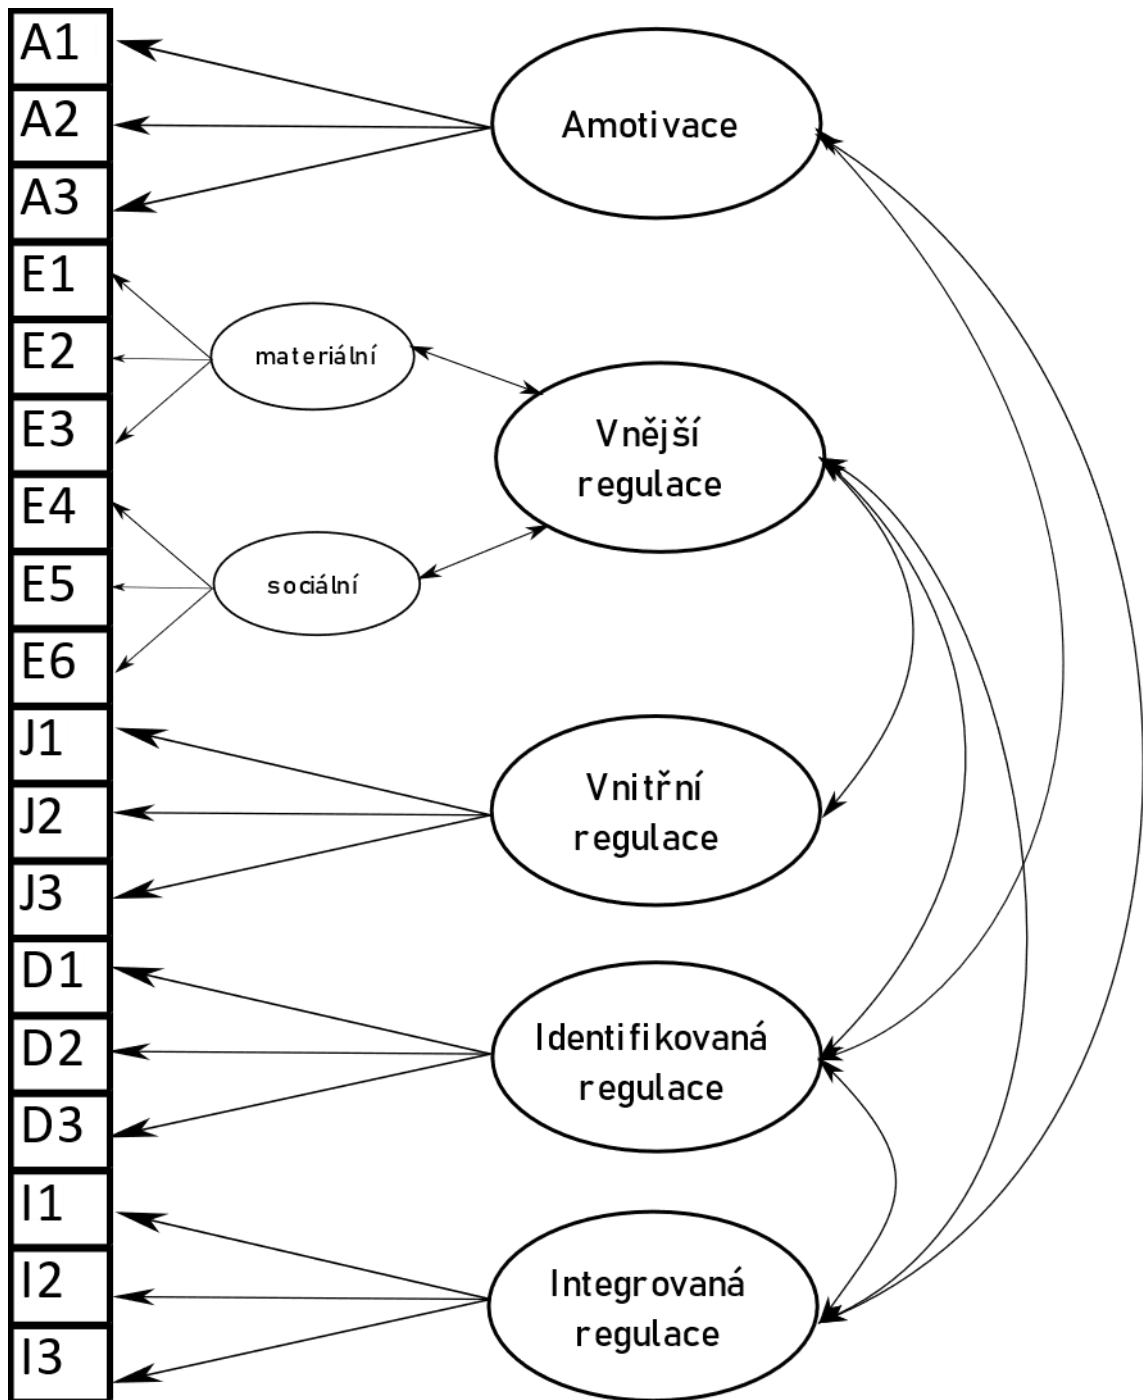 A1
A2
A3
E1
E2
E3
E4
E5
E6
J1
J2
J3
D1
D2
D3
I1
I2
I3
Amotivace
materiální
Vnější
regulace
sociální
Vnitřní
regulace
Identifikovaná
regulace
Integrovaná
regulace